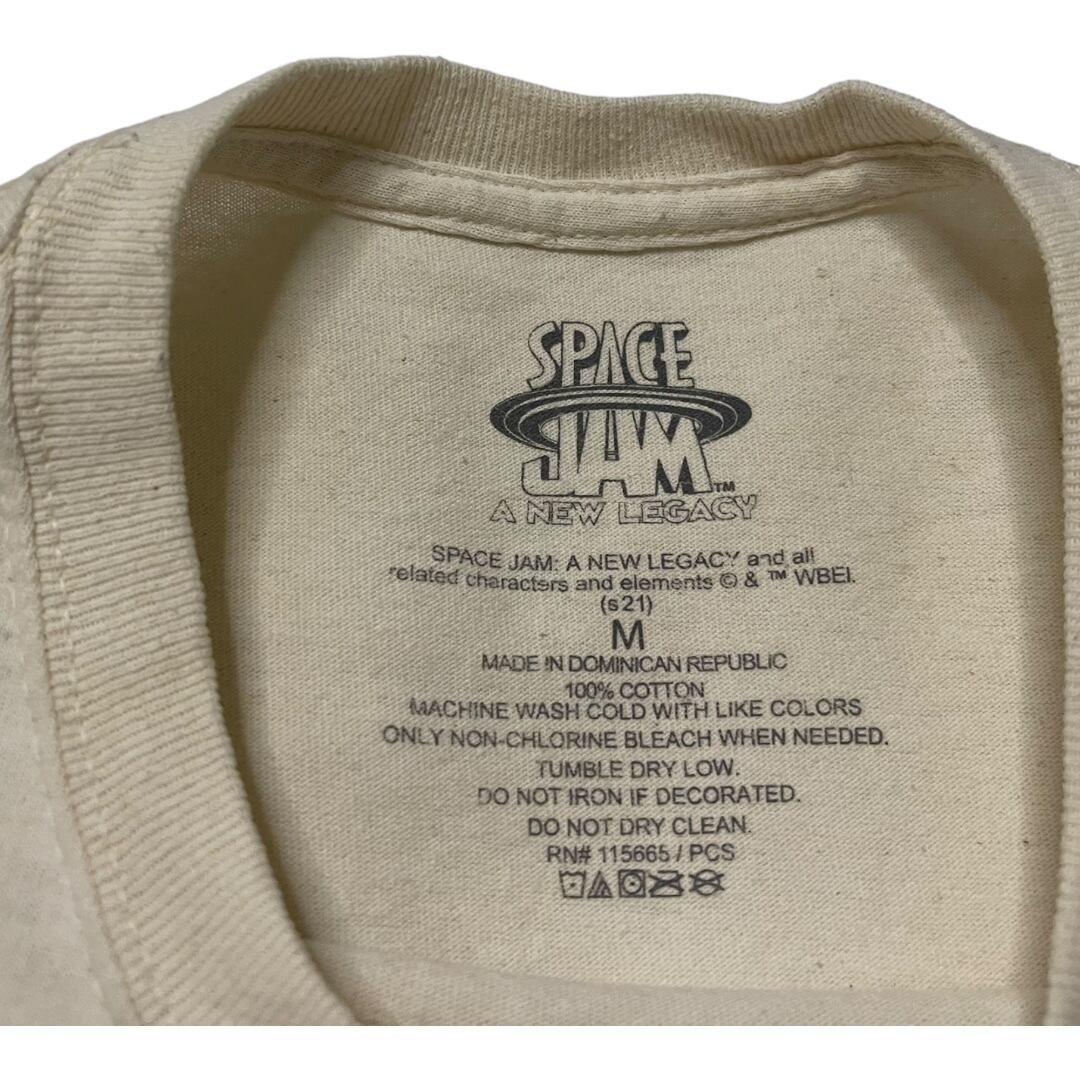 SPACE
JAM™
A NEW LEGACY
SPACE JAM: A NEW LEGACY and all
related characters and elements © & ™ WBEI.
(s21)
M
MADE IN DOMINICAN REPUBLIC
100% COTTON
MACHINE WASH COLD WITH LIKE COLORS
ONLY NON-CHLORINE BLEACH WHEN NEEDED.
TUMBLE DRY LOW.
DO NOT IRON IF DECORATED.
DO NOT DRY CLEAN.
RN# 115665 / PCS